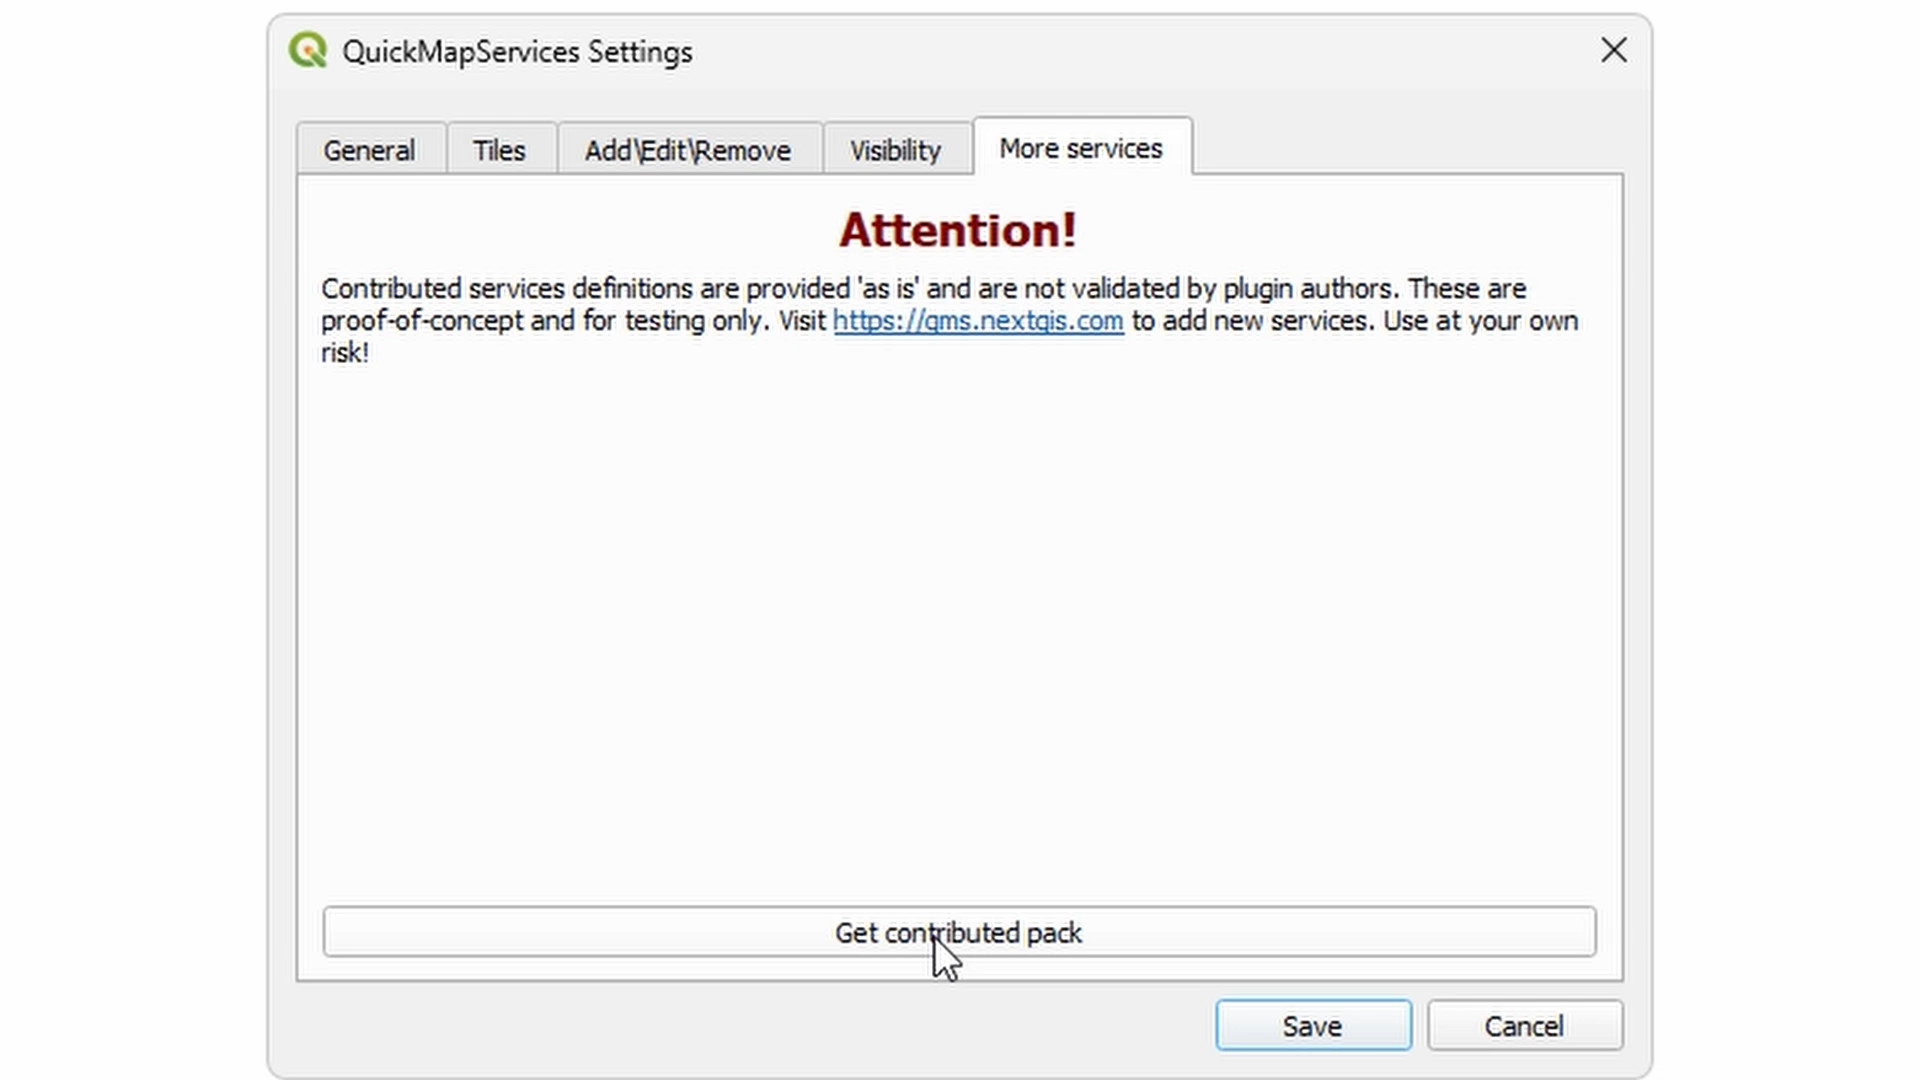 QuickMapServices Settings
General Tiles Add\Edit\Remove Visibility More services
Attention!
Contributed services definitions are provided 'as is' and are not validated by plugin authors. These are
proof-of-concept and for testing only. Visit https://qms.nextgis.com to add new services. Use at your own
risk!
Get contributed pack
Save Cancel